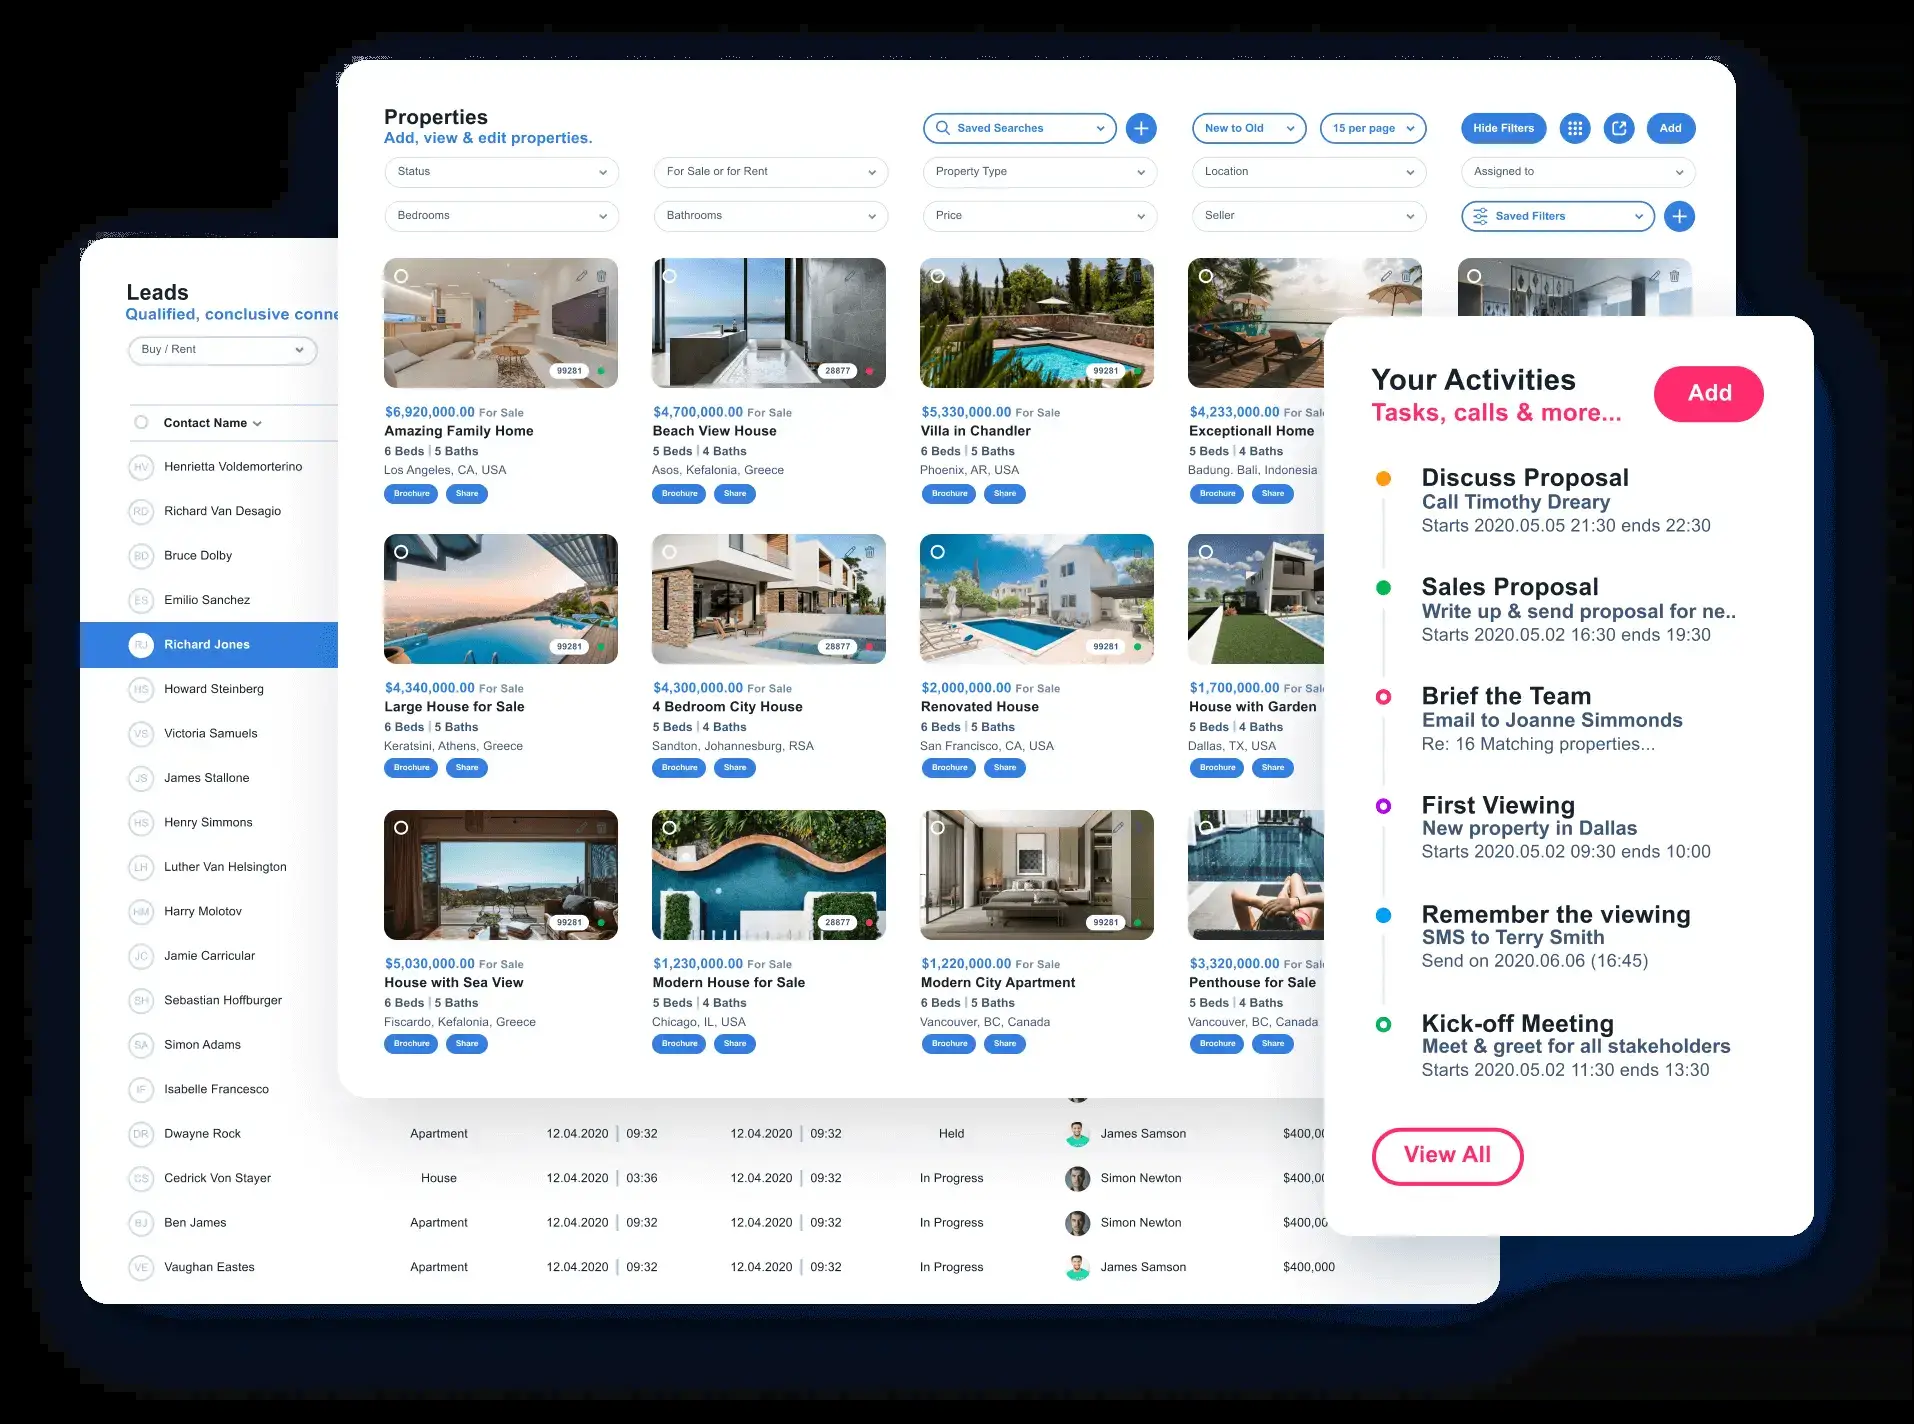 Properties
Add, view & edit properties.
Saved Searches
New to Old
15 per page
Hide Filters
Add
Status
For Sale or for Rent
Property Type
Location
Assigned to
Bedrooms
Bathrooms
Price
Seller
Saved Filters
99281
28877
99281
$6,920,000.00 For Sale
Amazing Family Home
6 Beds | 5 Baths
Los Angeles, CA, USA
Brochure
Share
$4,700,000.00 For Sale
Beach View House
5 Beds | 4 Baths
Asos, Kefalonia, Greece
Brochure
Share
$5,330,000.00 For Sale
Villa in Chandler
6 Beds | 5 Baths
Phoenix, AR, USA
Brochure
Share
$4,233,000.00 For Sal
Exceptionall Home
5 Beds | 4 Baths
Badung. Bali, Indonesia
Brochure
Share
99281
28877
99281
$4,340,000.00 For Sale
Large House for Sale
6 Beds | 5 Baths
Keratsini, Athens, Greece
Brochure
Share
$4,300,000.00 For Sale
4 Bedroom City House
5 Beds | 4 Baths
Sandton, Johannesburg, RSA
Brochure
Share
$2,000,000.00 For Sale
Renovated House
6 Beds | 5 Baths
San Francisco, CA, USA
Brochure
Share
$1,700,000.00 For Sal
House with Garden
5 Beds | 4 Baths
Dallas, TX, USA
Brochure
Share
99281
28877
99281
$5,030,000.00 For Sale
House with Sea View
6 Beds | 5 Baths
Fiscardo, Kefalonia, Greece
Brochure
Share
$1,230,000.00 For Sale
Modern House for Sale
5 Beds | 4 Baths
Chicago, IL, USA
Brochure
Share
$1,220,000.00 For Sale
Modern City Apartment
6 Beds | 5 Baths
Vancouver, BC, Canada
Brochure
Share
$3,320,000.00 For Sal
Penthouse for Sale
5 Beds | 4 Baths
Vancouver, BC, Canada
Brochure
Share
Leads
Qualified, conclusive conne
Buy / Rent
Contact Name
HV Henrietta Voldemorterino
RD Richard Van Desagio
BD Bruce Dolby
ES Emilio Sanchez
RJ Richard Jones
HS Howard Steinberg
VS Victoria Samuels
JS James Stallone
HS Henry Simmons
LH Luther Van Helsington
HM Harry Molotov
JC Jamie Carricular
SH Sebastian Hoffburger
SA Simon Adams
IF Isabelle Francesco
DR Dwayne Rock Apartment 12.04.2020 | 09:32 12.04.2020 | 09:32 Held James Samson $400,00
CS Cedrick Von Stayer House 12.04.2020 | 03:36 12.04.2020 | 09:32 In Progress Simon Newton $400,00
BJ Ben James Apartment 12.04.2020 | 09:32 12.04.2020 | 09:32 In Progress Simon Newton $400,00
VE Vaughan Eastes Apartment 12.04.2020 | 09:32 12.04.2020 | 09:32 In Progress James Samson $400,000
Your Activities
Tasks, calls & more...
Add
Discuss Proposal
Call Timothy Dreary
Starts 2020.05.05 21:30 ends 22:30
Sales Proposal
Write up & send proposal for ne..
Starts 2020.05.02 16:30 ends 19:30
Brief the Team
Email to Joanne Simmonds
Re: 16 Matching properties...
First Viewing
New property in Dallas
Starts 2020.05.02 09:30 ends 10:00
Remember the viewing
SMS to Terry Smith
Send on 2020.06.06 (16:45)
Kick-off Meeting
Meet & greet for all stakeholders
Starts 2020.05.02 11:30 ends 13:30
View All